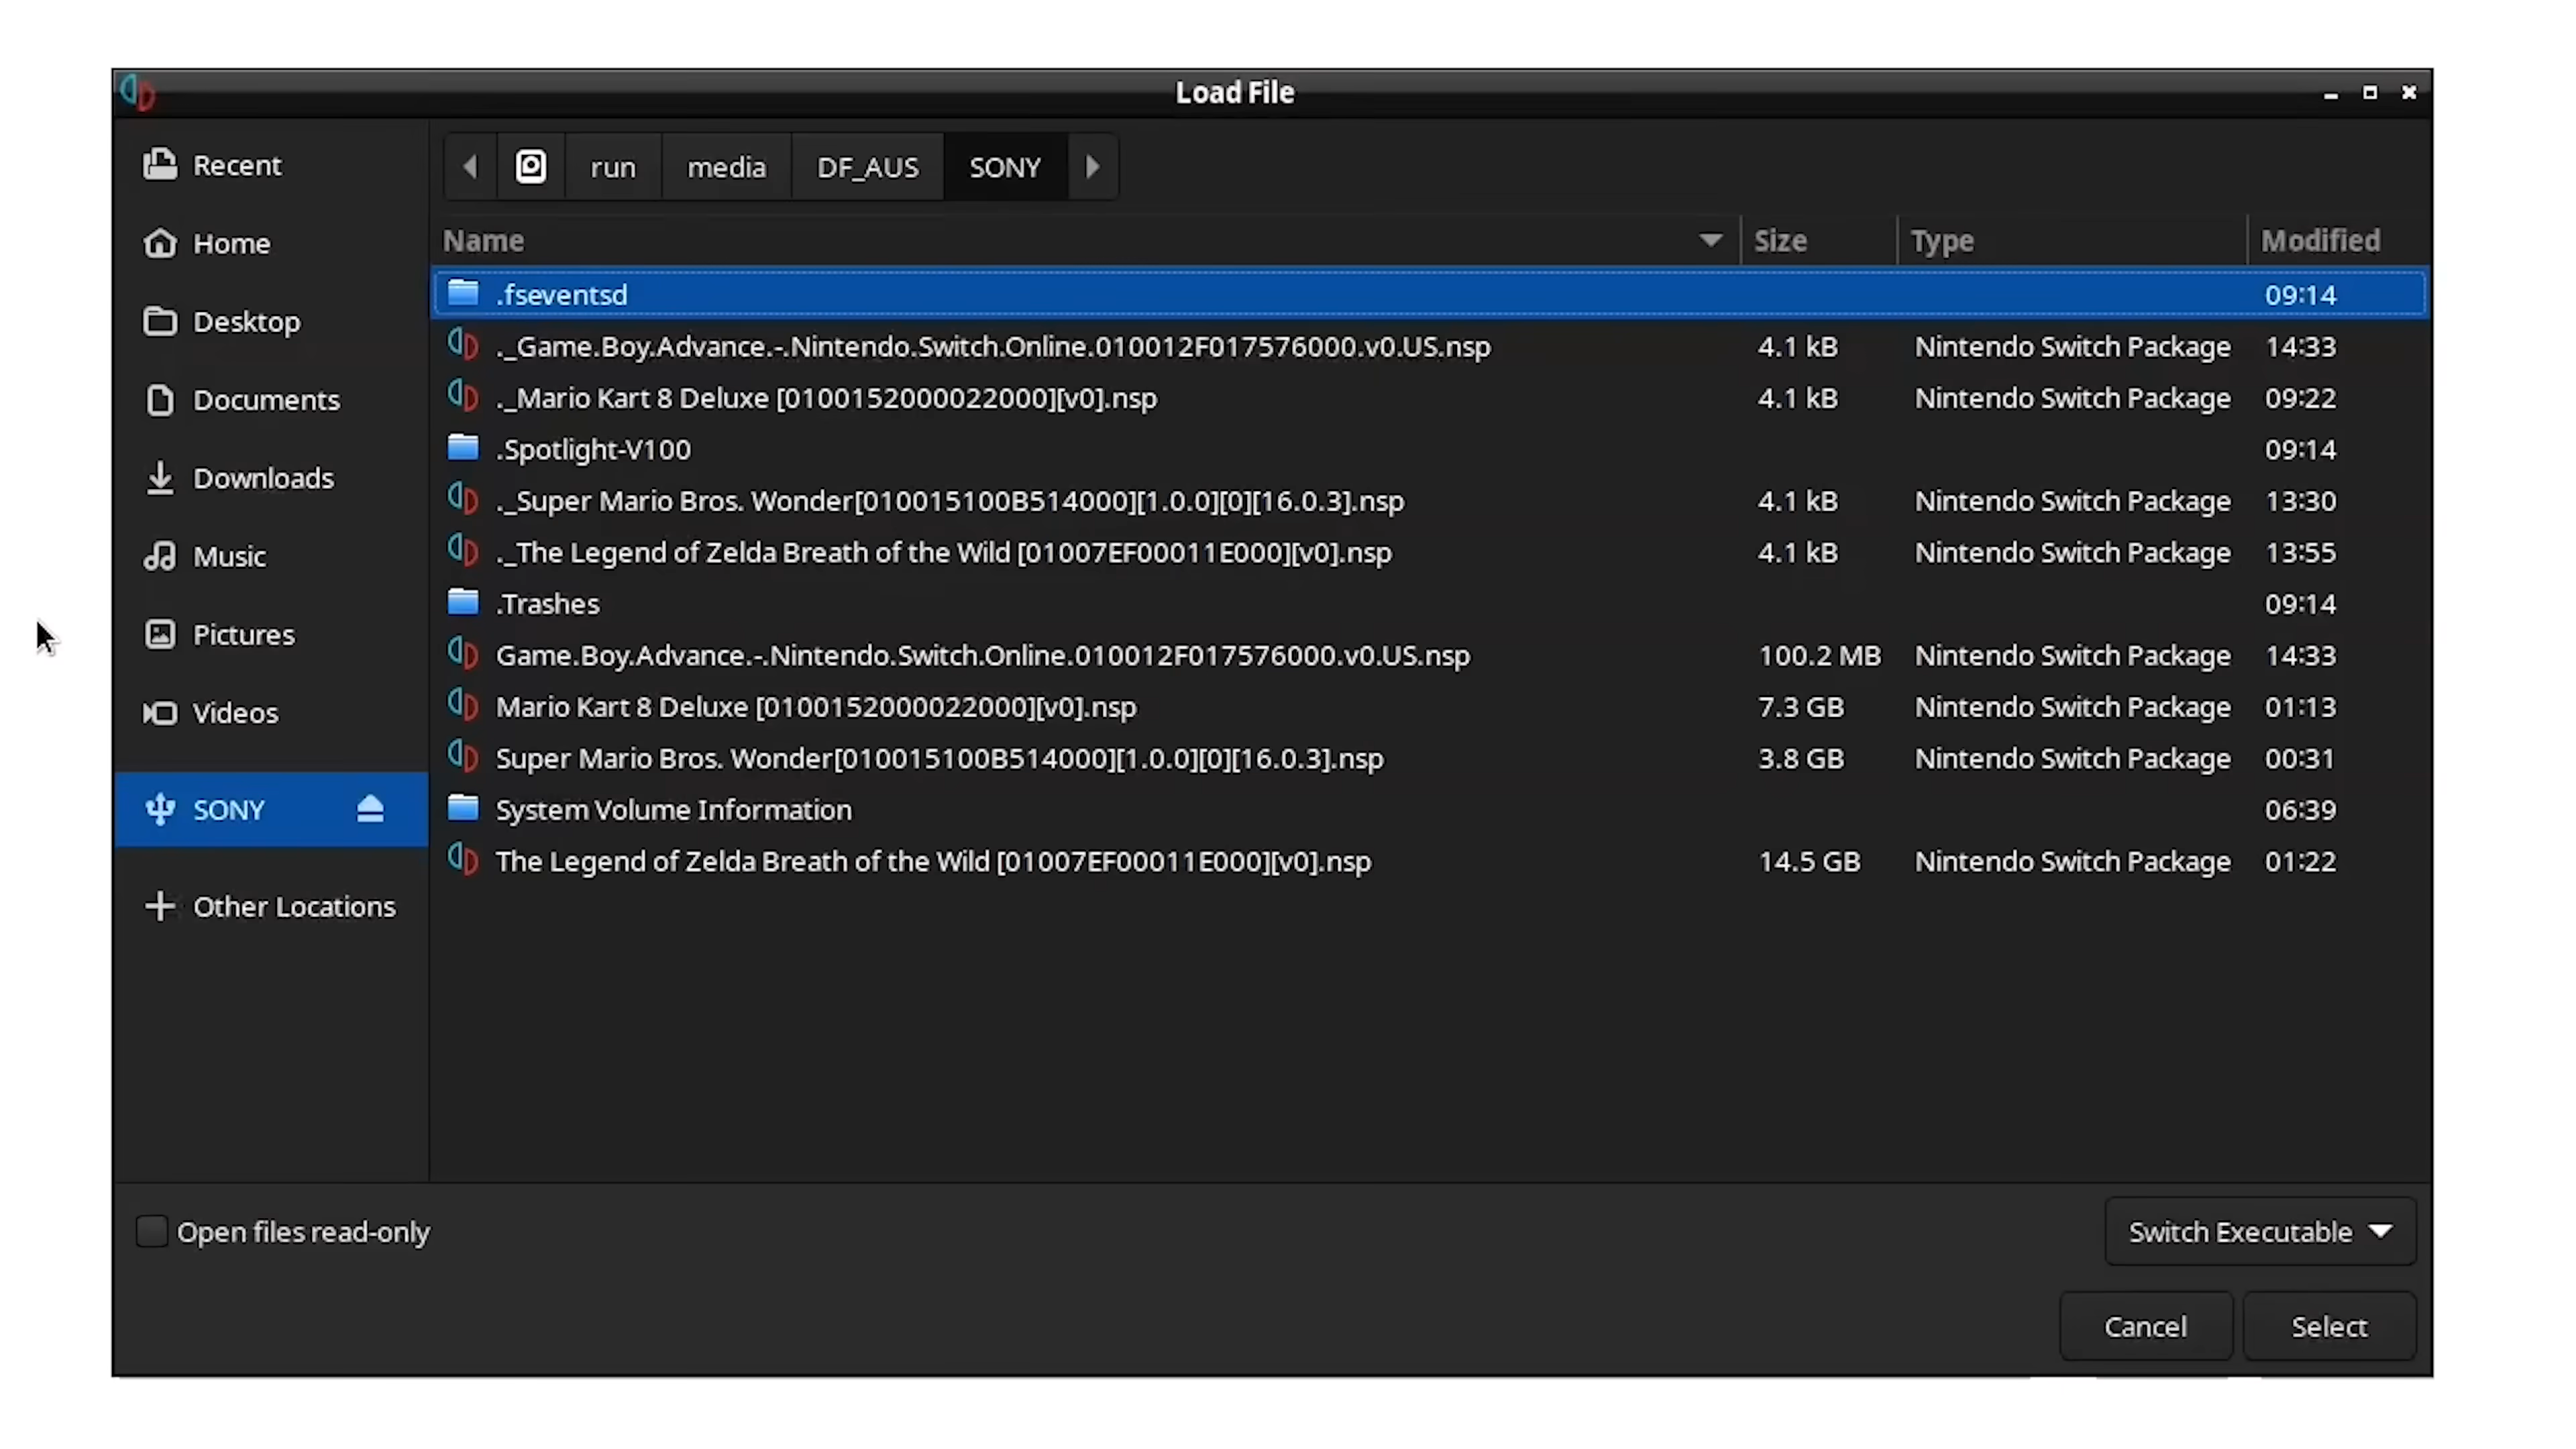 Load File
Recent
Home
Desktop
Documents
Downloads
Music
Pictures
Videos
SONY
Other Locations
run media DF_AUS SONY
Name Size Type Modified
.fseventsd 09:14
._Game.Boy.Advance.-.Nintendo.Switch.Online.010012F017576000.v0.US.nsp 4.1 kB Nintendo Switch Package 14:33
._Mario Kart 8 Deluxe [0100152000022000][v0].nsp 4.1 kB Nintendo Switch Package 09:22
.Spotlight-V100 09:14
._Super Mario Bros. Wonder[010015100B514000][1.0.0][0][16.0.3].nsp 4.1 kB Nintendo Switch Package 13:30
._The Legend of Zelda Breath of the Wild [01007EF00011E000][v0].nsp 4.1 kB Nintendo Switch Package 13:55
.Trashes 09:14
Game.Boy.Advance.-.Nintendo.Switch.Online.010012F017576000.v0.US.nsp 100.2 MB Nintendo Switch Package 14:33
Mario Kart 8 Deluxe [0100152000022000][v0].nsp 7.3 GB Nintendo Switch Package 01:13
Super Mario Bros. Wonder[010015100B514000][1.0.0][0][16.0.3].nsp 3.8 GB Nintendo Switch Package 00:31
System Volume Information 06:39
The Legend of Zelda Breath of the Wild [01007EF00011E000][v0].nsp 14.5 GB Nintendo Switch Package 01:22
Open files read-only
Switch Executable
Cancel Select